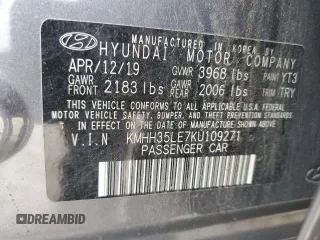 MANUFACTURED IN KOREA BY
HYUNDAI MOTOR COMPANY
APR/12/19 GVWR 3968 lbs PAINT YT3
GAWR FRONT 2183 lbs GAWR REAR 2006 lbs TRIM TRY
THIS VEHICLE CONFORMS TO ALL APPLICABLE U.S. FEDERAL
MOTOR VEHICLE SAFETY, BUMPER, AND THEFT PREVENTION
STANDARDS IN EFFECT ON THE DATE OF MANUFACTURE SHOWN ABOVE.
V.I.N KMHH35LE7KU109271
PASSENGER CAR
DREAMBID